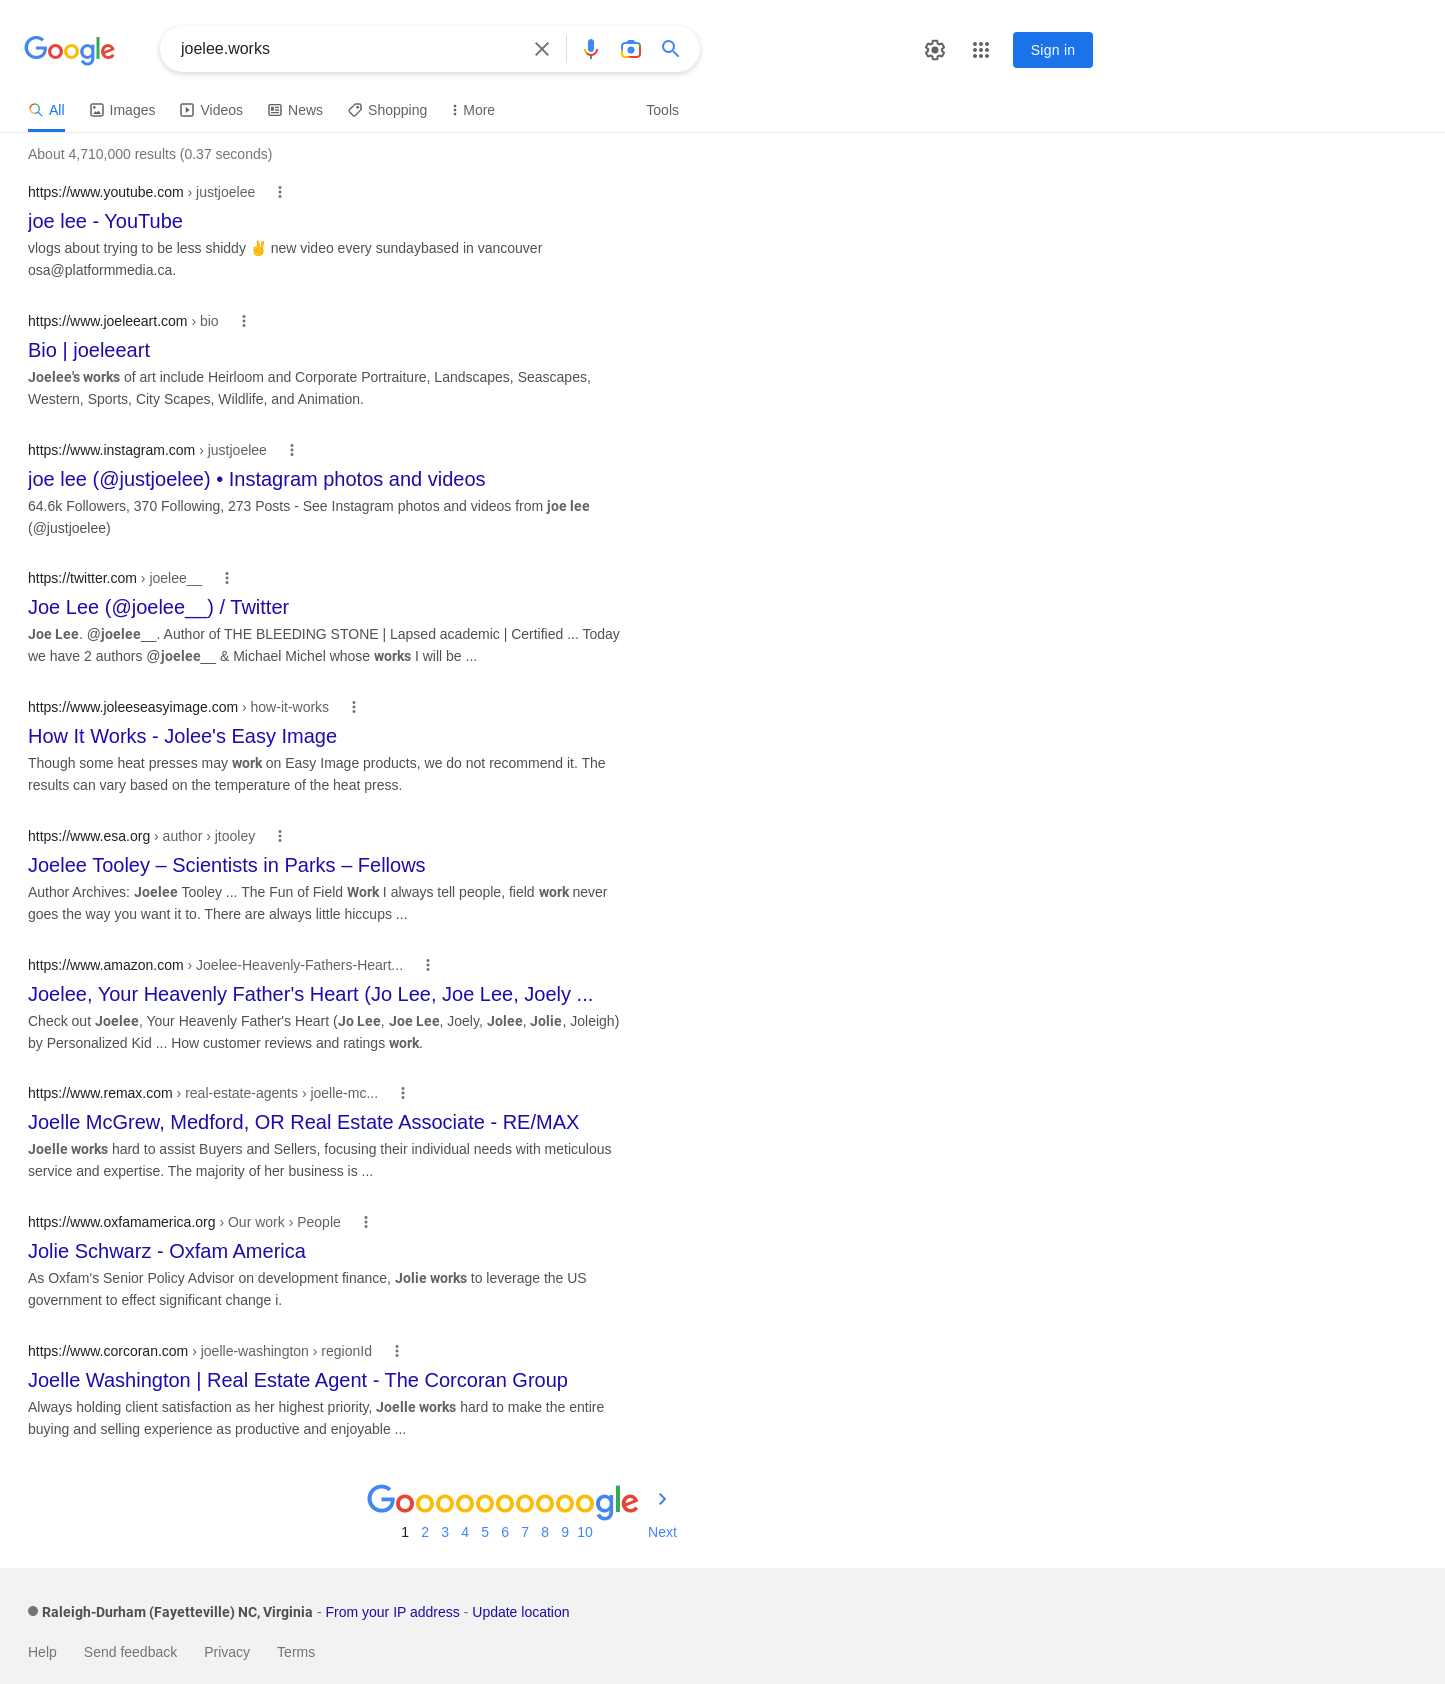 Google
joelee.works
Sign in
All Images Videos News Shopping More Tools
About 4,710,000 results (0.37 seconds)
https://www.youtube.com › justjoelee
joe lee - YouTube
vlogs about trying to be less shiddy ✌️ new video every sundaybased in vancouver
osa@platformmedia.ca.
https://www.joeleeart.com › bio
Bio | joeleeart
Joelee's works of art include Heirloom and Corporate Portraiture, Landscapes, Seascapes,
Western, Sports, City Scapes, Wildlife, and Animation.
https://www.instagram.com › justjoelee
joe lee (@justjoelee) • Instagram photos and videos
64.6k Followers, 370 Following, 273 Posts - See Instagram photos and videos from joe lee
(@justjoelee)
https://twitter.com › joelee__
Joe Lee (@joelee__) / Twitter
Joe Lee. @joelee__. Author of THE BLEEDING STONE | Lapsed academic | Certified ... Today
we have 2 authors @joelee__ & Michael Michel whose works I will be ...
https://www.joleeseasyimage.com › how-it-works
How It Works - Jolee's Easy Image
Though some heat presses may work on Easy Image products, we do not recommend it. The
results can vary based on the temperature of the heat press.
https://www.esa.org › author › jtooley
Joelee Tooley – Scientists in Parks – Fellows
Author Archives: Joelee Tooley ... The Fun of Field Work I always tell people, field work never
goes the way you want it to. There are always little hiccups ...
https://www.amazon.com › Joelee-Heavenly-Fathers-Heart...
Joelee, Your Heavenly Father's Heart (Jo Lee, Joe Lee, Joely ...
Check out Joelee, Your Heavenly Father's Heart (Jo Lee, Joe Lee, Joely, Jolee, Jolie, Joleigh)
by Personalized Kid ... How customer reviews and ratings work.
https://www.remax.com › real-estate-agents › joelle-mc...
Joelle McGrew, Medford, OR Real Estate Associate - RE/MAX
Joelle works hard to assist Buyers and Sellers, focusing their individual needs with meticulous
service and expertise. The majority of her business is ...
https://www.oxfamamerica.org › Our work › People
Jolie Schwarz - Oxfam America
As Oxfam's Senior Policy Advisor on development finance, Jolie works to leverage the US
government to effect significant change i.
https://www.corcoran.com › joelle-washington › regionId
Joelle Washington | Real Estate Agent - The Corcoran Group
Always holding client satisfaction as her highest priority, Joelle works hard to make the entire
buying and selling experience as productive and enjoyable ...
Goooooooooogle
1 2 3 4 5 6 7 8 9 10 Next
Raleigh-Durham (Fayetteville) NC, Virginia - From your IP address - Update location
Help Send feedback Privacy Terms